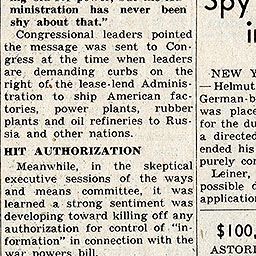 ministration has never been
shy about that."
Congressional leaders pointed
the message was sent to Con-
gress at the time when leaders
are demanding curbs on the
right of the lease-lend Adminis-
tration to ship American fac-
tories, power plants, rubber
plants and oil refineries to Rus-
sia and other nations.
HIT AUTHORIZATION
Meanwhile, in the skeptical
executive sessions of the ways
and means committee, it was
learned a strong sentiment was
developing toward killing off any
authorization for control of "in-
formation" in connection with the
war powers bill.
Spy
i
NEW Y
—Helmut
German-b
was place
for the du
a directed
ended his
purely con
Leiner,
possible d
application
$100,
ASTORI